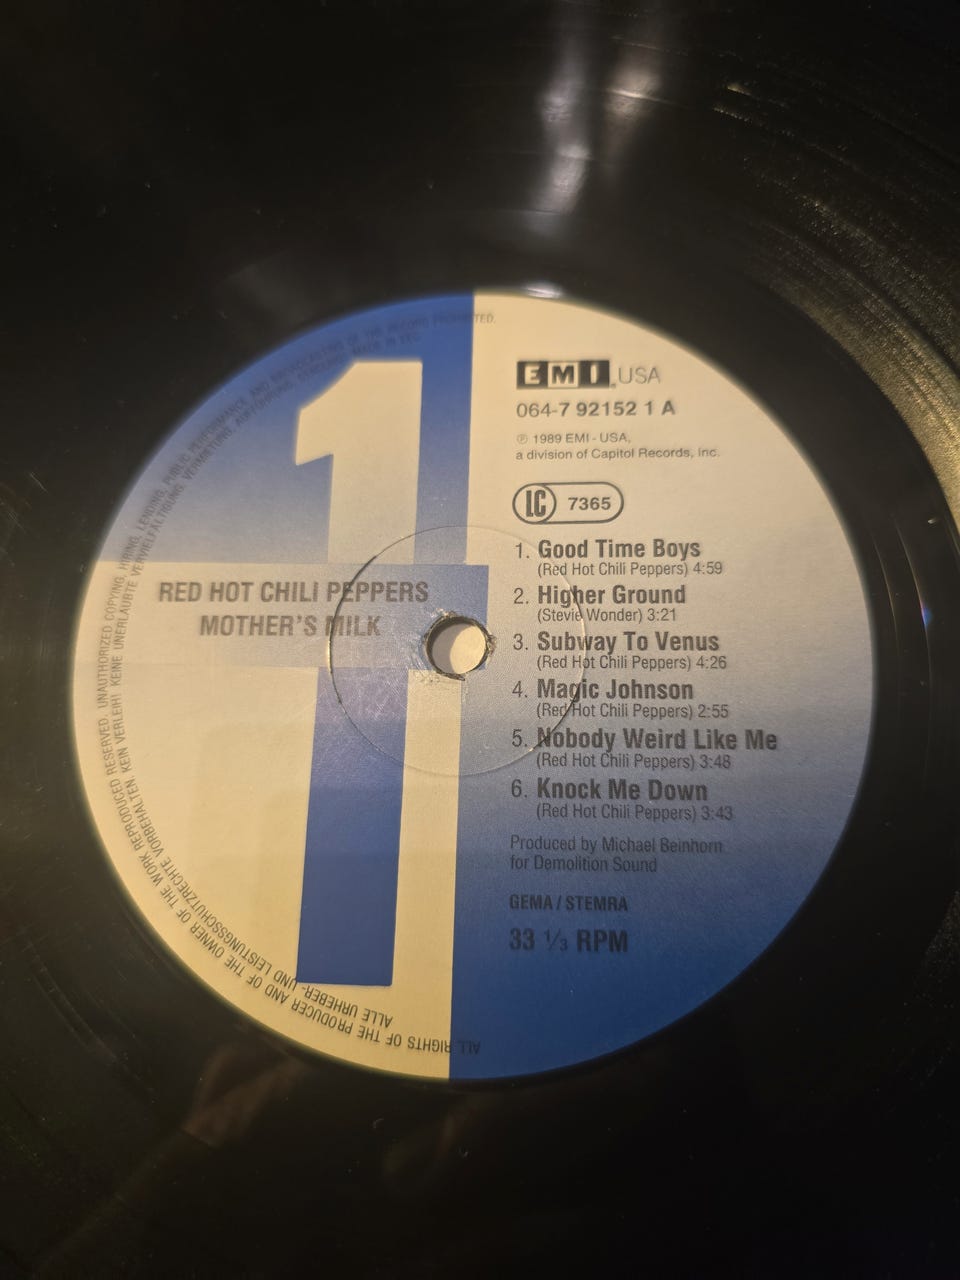 1
RED HOT CHILI PEPPERS
MOTHER'S MILK
EMI USA
064-7 92152 1 A
℗ 1989 EMI - USA,
a division of Capitol Records, Inc.
LC 7365
1. Good Time Boys
(Red Hot Chili Peppers) 4:59
2. Higher Ground
(Stevie Wonder) 3:21
3. Subway To Venus
(Red Hot Chili Peppers) 4:26
4. Magic Johnson
(Red Hot Chili Peppers) 2:55
5. Nobody Weird Like Me
(Red Hot Chili Peppers) 3:48
6. Knock Me Down
(Red Hot Chili Peppers) 3:43
Produced by Michael Beinhorn
for Demolition Sound
GEMA / STEMRA
33 ⅓ RPM
ALL RIGHTS OF THE PRODUCER AND OF THE OWNER OF THE WORK REPRODUCED RESERVED. UNAUTHORIZED COPYING, HIRING, LENDING, PUBLIC PERFORMANCE AND BROADCASTING OF THE RECORD PROHIBITED.
ALLE URHEBER- UND LEISTUNGSSCHUTZRECHTE VORBEHALTEN. KEIN VERLEIH! KEINE UNERLAUBTE VERVIELFÄLTIGUNG, VERMIETUNG, AUFFÜHRUNG, SENDUNG! MADE IN EEC